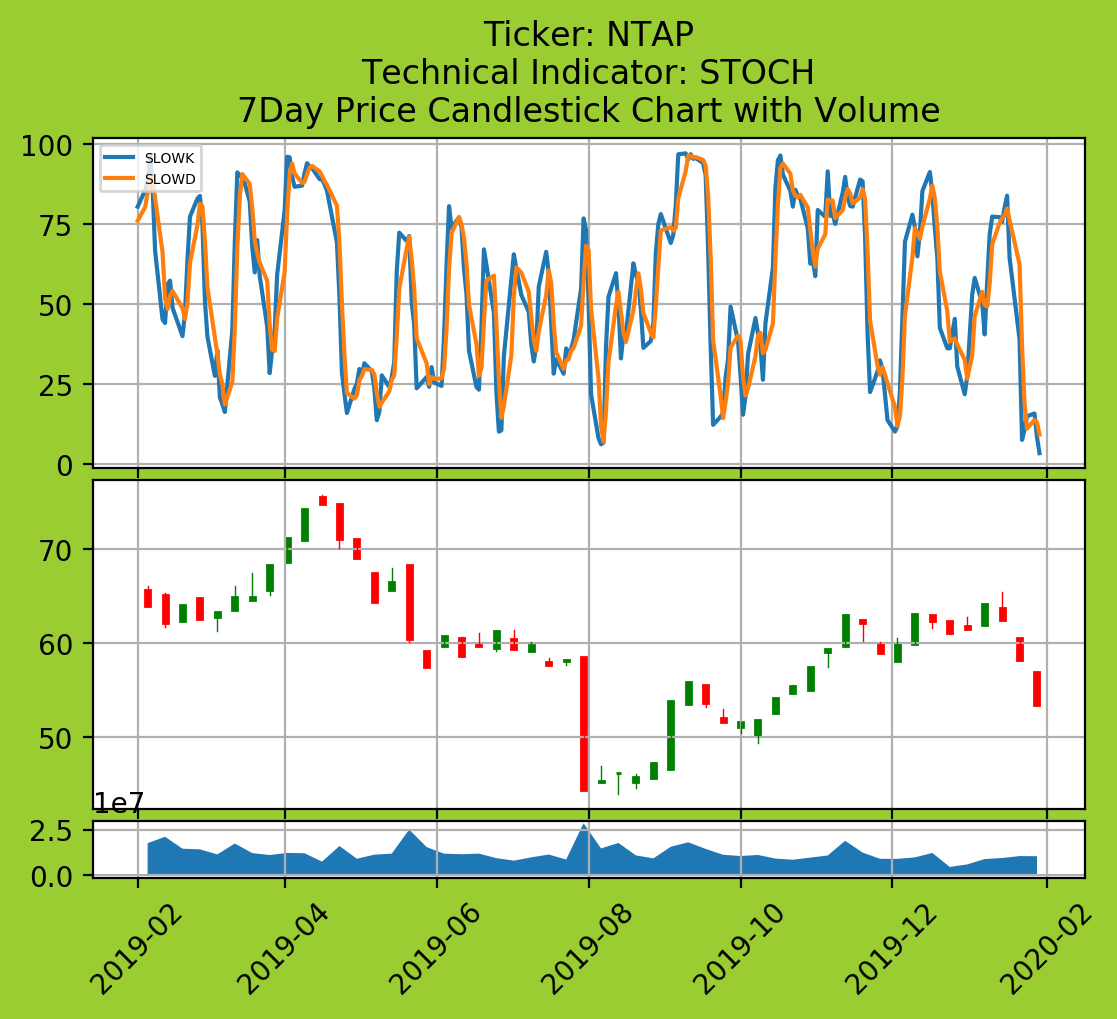 Ticker: NTAP
Technical Indicator: STOCH
7Day Price Candlestick Chart with Volume
100
75
50
25
0
SLOWK
SLOWD
70
60
50
1e7
2.5
0.0
2019-02
2019-04
2019-06
2019-08
2019-10
2019-12
2020-02